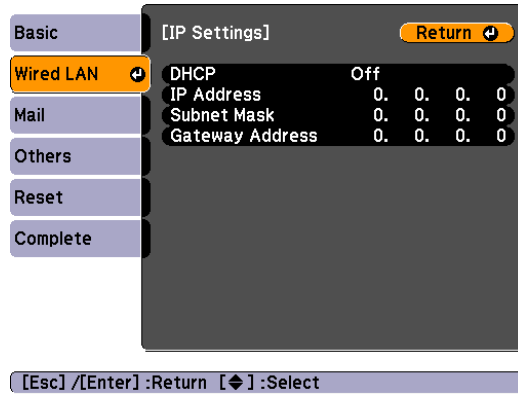 Basic
Wired LAN
Mail
Others
Reset
Complete
[IP Settings]
Return
DHCP Off
IP Address 0. 0. 0. 0
Subnet Mask 0. 0. 0. 0
Gateway Address 0. 0. 0. 0
[Esc] /[Enter] :Return [◆] :Select